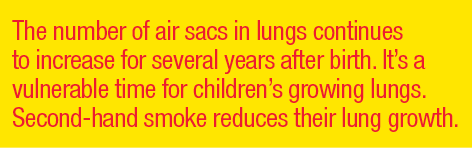 The number of air sacs in lungs continues
to increase for several years after birth. It's a
vulnerable time for children's growing lungs.
Second-hand smoke reduces their lung growth.